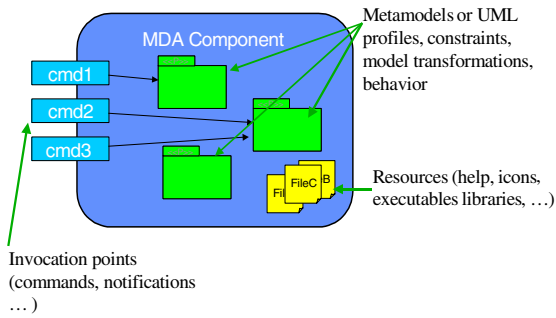 Metamodels or UML
profiles, constraints,
model transformations,
behavior
MDA Component
cmd1
cmd2
cmd3
FileC
Fil
B
Resources (help, icons,
executables libraries, …)
Invocation points
(commands, notifications
… )